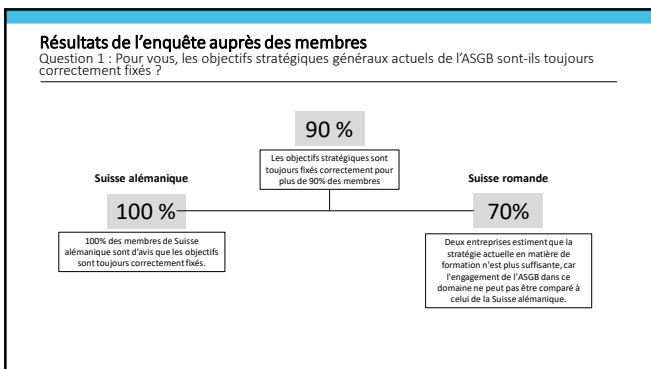 Résultats de l'enquête auprès des membres
Question 1 : Pour vous, les objectifs stratégiques généraux actuels de l'ASGB sont-ils toujours
correctement fixés ?
90 %
Les objectifs stratégiques sont
toujours fixés correctement pour
plus de 90% des membres
Suisse alémanique
100 %
100% des membres de Suisse
alémanique sont d'avis que les objectifs
sont toujours correctement fixés.
Suisse romande
70%
Deux entreprises estiment que la
stratégie actuelle en matière de
formation n'est plus suffisante, car
l'engagement de l'ASGB dans ce
domaine ne peut pas être comparé à
celui de la Suisse alémanique.